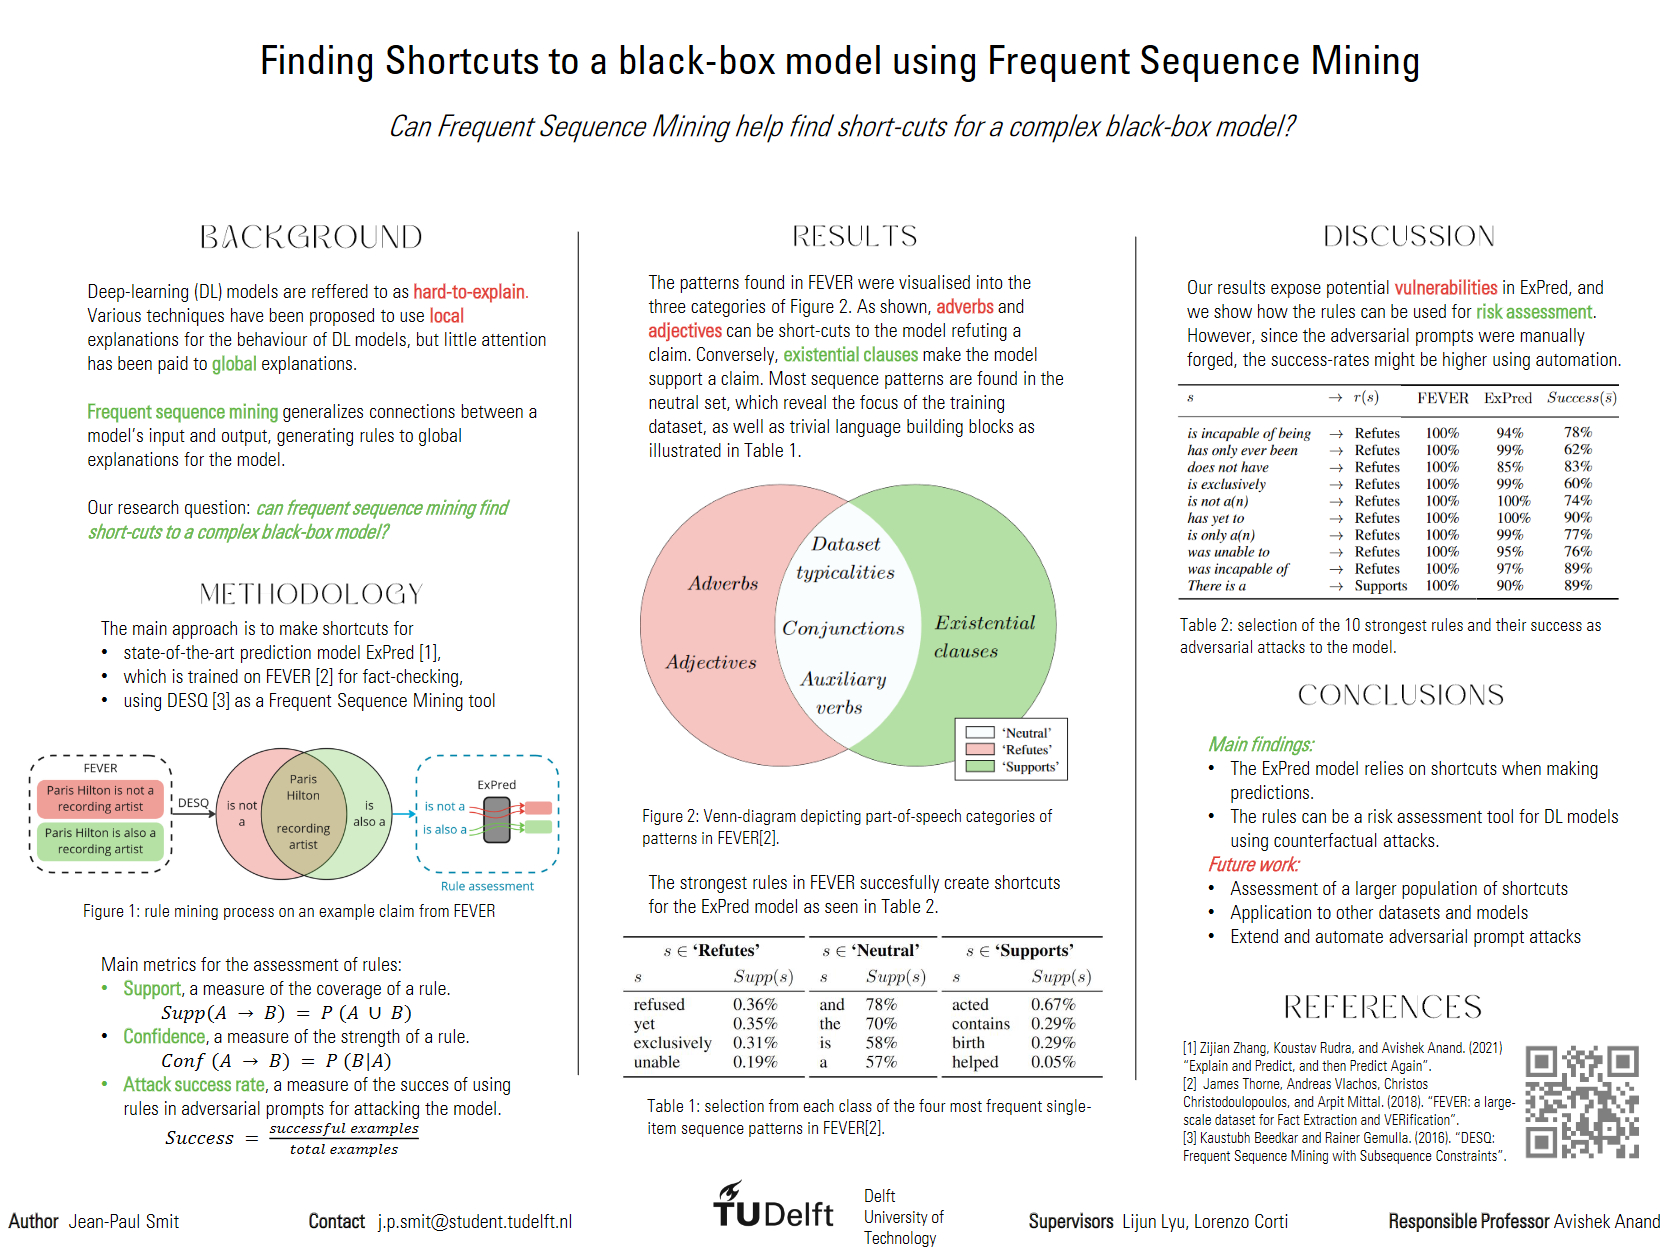 Finding Shortcuts to a black-box model using Frequent Sequence Mining
Can Frequent Sequence Mining help find short-cuts for a complex black-box model?
BACKGROUND
Deep-learning (DL) models are reffered to as hard-to-explain.
Various techniques have been proposed to use local
explanations for the behaviour of DL models, but little attention
has been paid to global explanations.
Frequent sequence mining generalizes connections between a
model's input and output, generating rules to global
explanations for the model.
Our research question: can frequent sequence mining find
short-cuts to a complex black-box model?
METHODOLOGY
The main approach is to make shortcuts for
• state-of-the-art prediction model ExPred [1],
• which is trained on FEVER [2] for fact-checking,
• using DESQ [3] as a Frequent Sequence Mining tool
FEVER
Paris Hilton is not a
recording artist
Paris Hilton is also a
recording artist
DESQ
is not
a
Paris
Hilton
recording
artist
is
also a
ExPred
is not a
is also a
Rule assessment
Figure 1: rule mining process on an example claim from FEVER
Main metrics for the assessment of rules:
• Support, a measure of the coverage of a rule.
Supp(A → B) = P (A ∪ B)
• Confidence, a measure of the strength of a rule.
Conf (A → B) = P (B|A)
• Attack success rate, a measure of the succes of using
rules in adversarial prompts for attacking the model.
Success = successful examples
total examples
RESULTS
The patterns found in FEVER were visualised into the
three categories of Figure 2. As shown, adverbs and
adjectives can be short-cuts to the model refuting a
claim. Conversely, existential clauses make the model
support a claim. Most sequence patterns are found in the
neutral set, which reveal the focus of the training
dataset, as well as trivial language building blocks as
illustrated in Table 1.
Adverbs
Adjectives
Dataset
typicalities
Conjunctions
Auxiliary
verbs
Existential
clauses
'Neutral'
'Refutes'
'Supports'
Figure 2: Venn-diagram depicting part-of-speech categories of
patterns in FEVER[2].
The strongest rules in FEVER succesfully create shortcuts
for the ExPred model as seen in Table 2.
s ∈ 'Refutes' s ∈ 'Neutral' s ∈ 'Supports'
s Supp(s) s Supp(s) s Supp(s)
refused 0.36% and 78% acted 0.67%
yet 0.35% the 70% contains 0.29%
exclusively 0.31% is 58% birth 0.29%
unable 0.19% a 57% helped 0.05%
Table 1: selection from each class of the four most frequent single-
item sequence patterns in FEVER[2].
DISCUSSION
Our results expose potential vulnerabilities in ExPred, and
we show how the rules can be used for risk assessment.
However, since the adversarial prompts were manually
forged, the success-rates might be higher using automation.
s → r(s) FEVER ExPred Success(s̄)
is incapable of being → Refutes 100% 94% 78%
has only ever been → Refutes 100% 99% 62%
does not have → Refutes 100% 85% 83%
is exclusively → Refutes 100% 99% 60%
is not a(n) → Refutes 100% 100% 74%
has yet to → Refutes 100% 100% 90%
is only a(n) → Refutes 100% 99% 77%
was unable to → Refutes 100% 95% 76%
was incapable of → Refutes 100% 97% 89%
There is a → Supports 100% 90% 89%
Table 2: selection of the 10 strongest rules and their success as
adversarial attacks to the model.
CONCLUSIONS
Main findings:
• The ExPred model relies on shortcuts when making
predictions.
• The rules can be a risk assessment tool for DL models
using counterfactual attacks.
Future work:
• Assessment of a larger population of shortcuts
• Application to other datasets and models
• Extend and automate adversarial prompt attacks
REFERENCES
[1] Zijian Zhang, Koustav Rudra, and Avishek Anand. (2021)
"Explain and Predict, and then Predict Again".
[2] James Thorne, Andreas Vlachos, Christos
Christodoulopoulos, and Arpit Mittal. (2018). "FEVER: a large-
scale dataset for Fact Extraction and VERification".
[3] Kaustubh Beedkar and Rainer Gemulla. (2016). "DESQ:
Frequent Sequence Mining with Subsequence Constraints".
Author Jean-Paul Smit
Contact j.p.smit@student.tudelft.nl
TUDelft
Delft
University of
Technology
Supervisors Lijun Lyu, Lorenzo Corti
Responsible Professor Avishek Anand